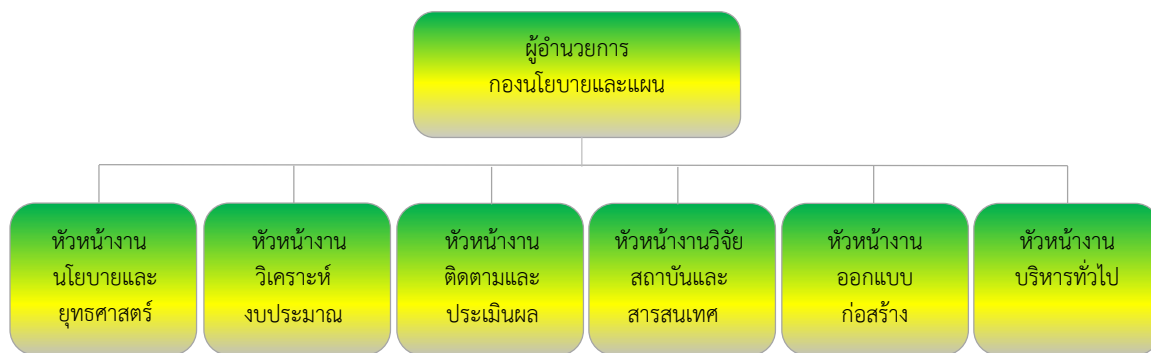 ผู้อำนวยการ
กองนโยบายและแผน
หัวหน้างาน
นโยบายและ
ยุทธศาสตร์
หัวหน้างาน
วิเคราะห์
งบประมาณ
หัวหน้างาน
ติดตามและ
ประเมินผล
หัวหน้างานวิจัย
สถาบันและ
สารสนเทศ
หัวหน้างาน
ออกแบบ
ก่อสร้าง
หัวหน้างาน
บริหารทั่วไป